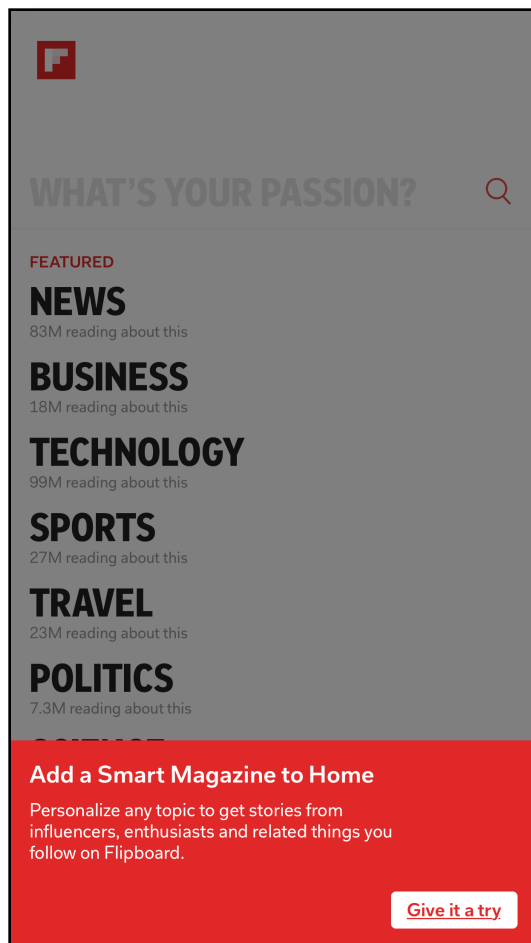 WHAT'S YOUR PASSION?
FEATURED
NEWS
83M reading about this
BUSINESS
18M reading about this
TECHNOLOGY
99M reading about this
SPORTS
27M reading about this
TRAVEL
23M reading about this
POLITICS
7.3M reading about this
Add a Smart Magazine to Home
Personalize any topic to get stories from
influencers, enthusiasts and related things you
follow on Flipboard.
Give it a try